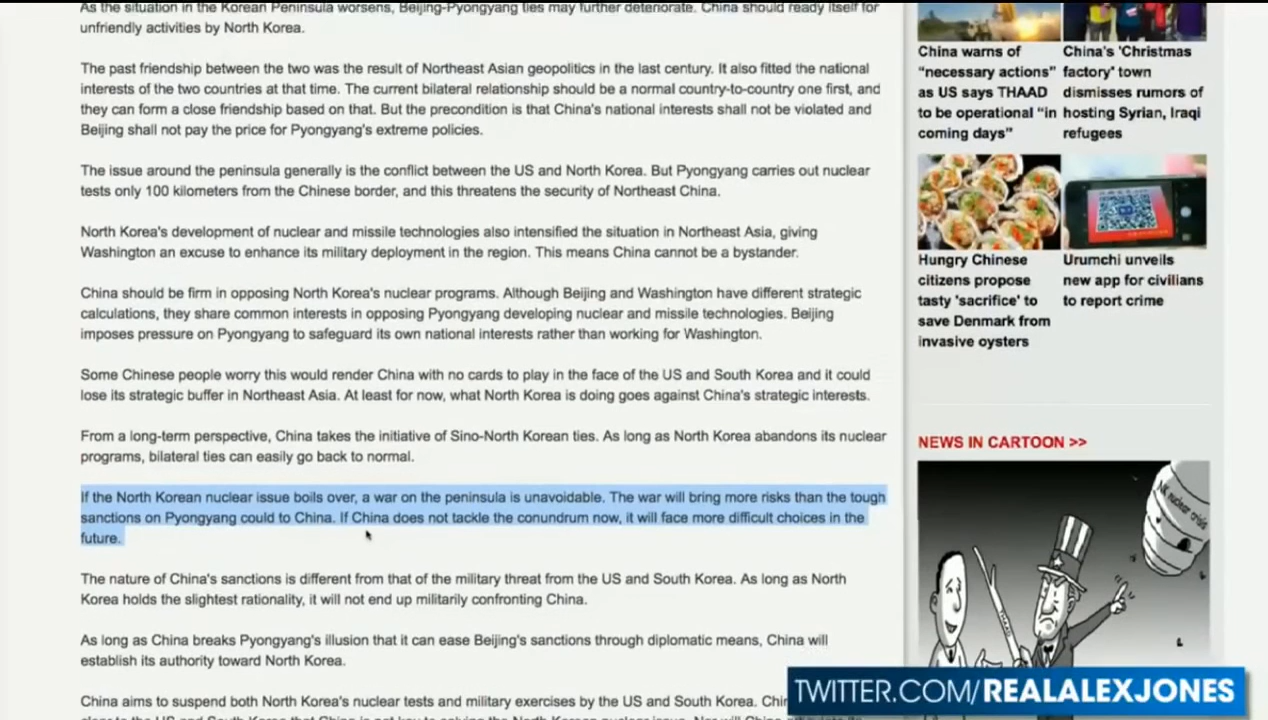 As the situation in the Korean Peninsula worsens, Beijing-Pyongyang ties may further deteriorate. China should ready itself for
unfriendly activities by North Korea.
The past friendship between the two was the result of Northeast Asian geopolitics in the last century. It also fitted the national
interests of the two countries at that time. The current bilateral relationship should be a normal country-to-country one first, and
they can form a close friendship based on that. But the precondition is that China's national interests shall not be violated and
Beijing shall not pay the price for Pyongyang's extreme policies.
The issue around the peninsula generally is the conflict between the US and North Korea. But Pyongyang carries out nuclear
tests only 100 kilometers from the Chinese border, and this threatens the security of Northeast China.
North Korea's development of nuclear and missile technologies also intensified the situation in Northeast Asia, giving
Washington an excuse to enhance its military deployment in the region. This means China cannot be a bystander.
China should be firm in opposing North Korea's nuclear programs. Although Beijing and Washington have different strategic
calculations, they share common interests in opposing Pyongyang developing nuclear and missile technologies. Beijing
imposes pressure on Pyongyang to safeguard its own national interests rather than working for Washington.
Some Chinese people worry this would render China with no cards to play in the face of the US and South Korea and it could
lose its strategic buffer in Northeast Asia. At least for now, what North Korea is doing goes against China's strategic interests.
From a long-term perspective, China takes the initiative of Sino-North Korean ties. As long as North Korea abandons its nuclear
programs, bilateral ties can easily go back to normal.
If the North Korean nuclear issue boils over, a war on the peninsula is unavoidable. The war will bring more risks than the tough
sanctions on Pyongyang could to China. If China does not tackle the conundrum now, it will face more difficult choices in the
future.
The nature of China's sanctions is different from that of the military threat from the US and South Korea. As long as North
Korea holds the slightest rationality, it will not end up militarily confronting China.
As long as China breaks Pyongyang's illusion that it can ease Beijing's sanctions through diplomatic means, China will
establish its authority toward North Korea.
China aims to suspend both North Korea's nuclear tests and military exercises by the US and South Korea.
China warns of
"necessary actions"
as US says THAAD
to be operational "in
coming days"
China's 'Christmas
factory' town
dismisses rumors of
hosting Syrian, Iraqi
refugees
Hungry Chinese
citizens propose
tasty 'sacrifice' to
save Denmark from
invasive oysters
Urumchi unveils
new app for civilians
to report crime
NEWS IN CARTOON >>
nuclear crisis
THAAD
TWITTER.COM/REALALEXJONES